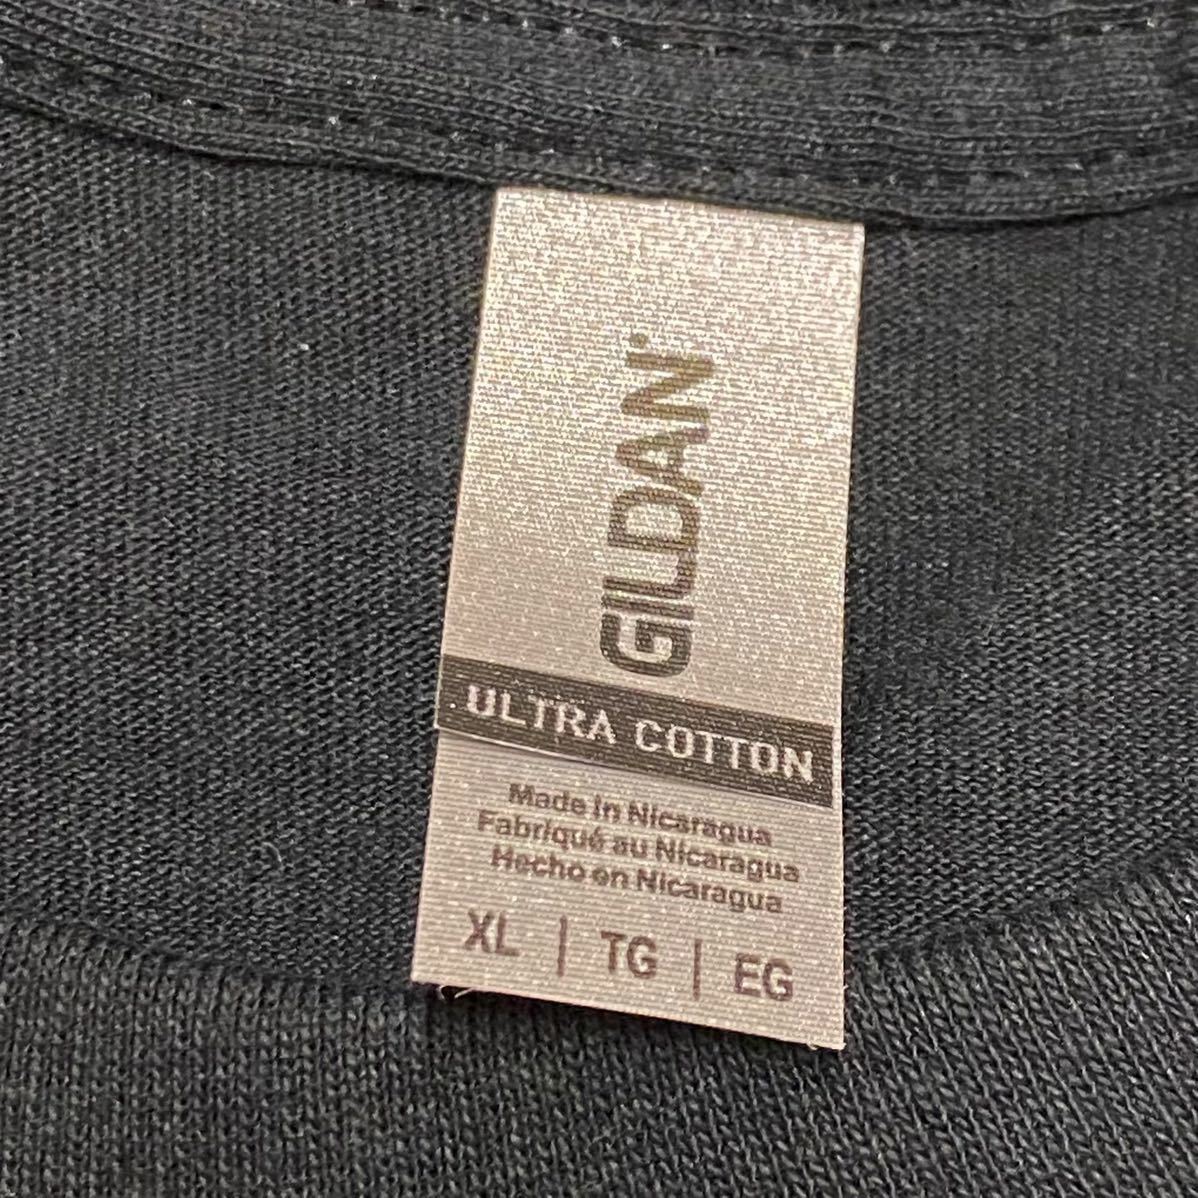 GILDAN
ULTRA COTTON
Made in Nicaragua
Fabriqué au Nicaragua
Hecho en Nicaragua
XL | TG | EG